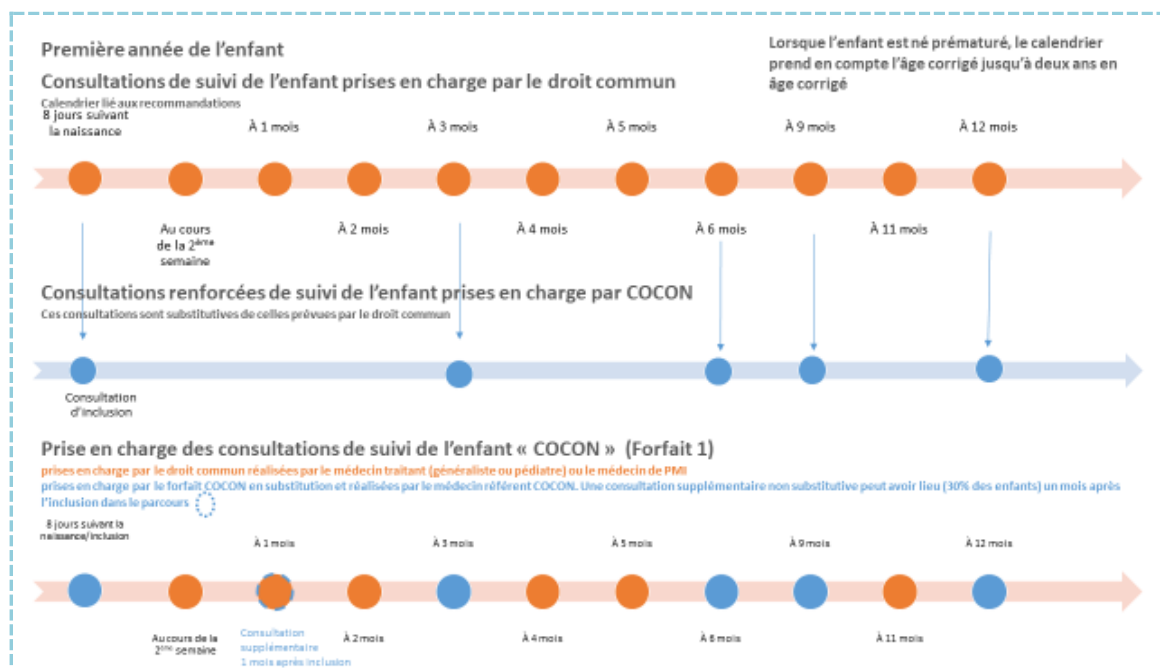 Première année de l'enfant
Consultations de suivi de l'enfant prises en charge par le droit commun
Calendrier lié aux recommandations
Lorsque l'enfant est né prématuré, le calendrier
prend en compte l'âge corrigé jusqu'à deux ans en
âge corrigé
8 jours suivant
la naissance
À 1 mois
À 3 mois
À 5 mois
À 9 mois
À 12 mois
Au cours
de la 2ème
semaine
À 2 mois
À 4 mois
À 6 mois
À 11 mois
Consultations renforcées de suivi de l'enfant prises en charge par COCON
Ces consultations sont substitutives de celles prévues par le droit commun
Consultation
d'inclusion
Prise en charge des consultations de suivi de l'enfant « COCON » (Forfait 1)
prises en charge par le droit commun réalisées par le médecin traitant (généraliste ou pédiatre) ou le médecin de PMI
prises en charge par le forfait COCON en substitution et réalisées par le médecin référent COCON. Une consultation supplémentaire non substitutive peut avoir lieu (30% des enfants) un mois après
l'inclusion dans le parcours
8 jours suivant la
naissance/inclusion
À 1 mois
À 3 mois
À 5 mois
À 9 mois
À 12 mois
Au cours de la
2ème semaine
Consultation
supplémentaire
1 mois après inclusion
À 2 mois
À 4 mois
À 6 mois
À 11 mois